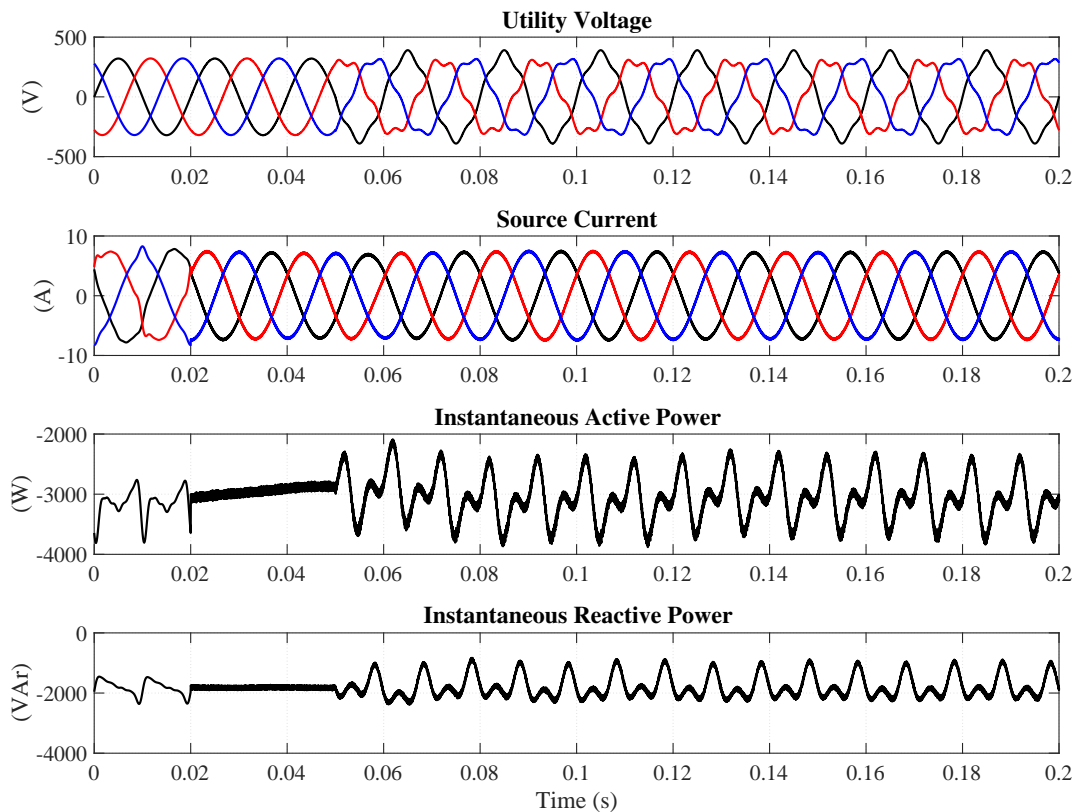 Utility Voltage
500
0
-500
(V)
0 0.02 0.04 0.06 0.08 0.1 0.12 0.14 0.16 0.18 0.2
Source Current
10
0
-10
(A)
0 0.02 0.04 0.06 0.08 0.1 0.12 0.14 0.16 0.18 0.2
Instantaneous Active Power
-2000
-3000
-4000
(W)
0 0.02 0.04 0.06 0.08 0.1 0.12 0.14 0.16 0.18 0.2
Instantaneous Reactive Power
0
-2000
-4000
(VAr)
0 0.02 0.04 0.06 0.08 0.1 0.12 0.14 0.16 0.18 0.2
Time (s)